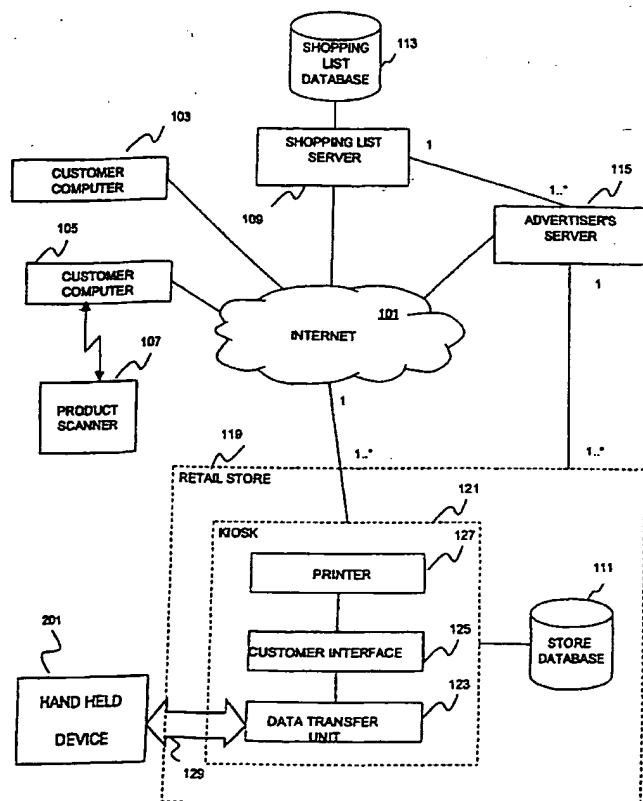 SHOPPING
LIST
DATABASE
113
103
SHOPPING LIST
SERVER
1
115
CUSTOMER
COMPUTER
109
1..*
ADVERTISER'S
SERVER
105
CUSTOMER
COMPUTER
1
101
INTERNET
107
PRODUCT
SCANNER
1
119
1..*
1..*
RETAIL STORE
121
KIOSK
127
PRINTER
111
201
125
CUSTOMER INTERFACE
STORE
DATABASE
HAND HELD
DEVICE
123
DATA TRANSFER
UNIT
129